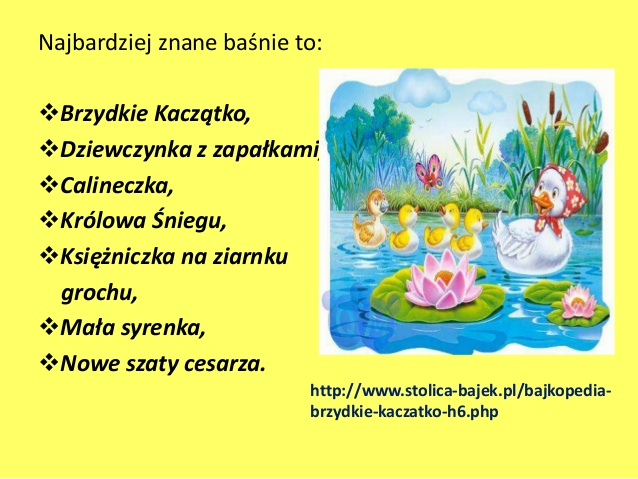 Najbardziej znane baśnie to:
❖Brzydkie Kaczątko,
❖Dziewczynka z zapałkami,
❖Calineczka,
❖Królowa Śniegu,
❖Księżniczka na ziarnku
grochu,
❖Mała syrenka,
❖Nowe szaty cesarza.
http://www.stolica-bajek.pl/bajkopedia-
brzydkie-kaczatko-h6.php